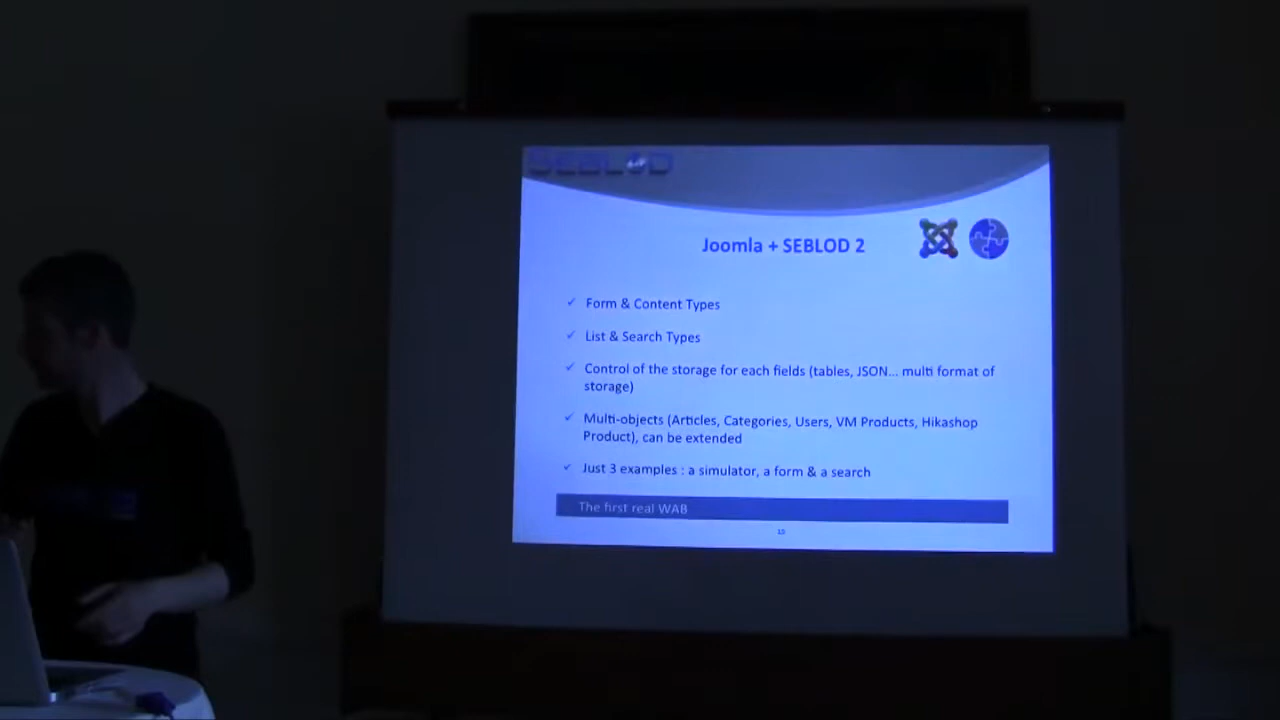 SEBLOD
Joomla + SEBLOD 2
✓ Form & Content Types
✓ List & Search Types
✓ Control of the storage for each fields (tables, JSON... multi format of
storage)
✓ Multi-objects (Articles, Categories, Users, VM Products, Hikashop
Product), can be extended
✓ Just 3 examples : a simulator, a form & a search
The first real WAB
15